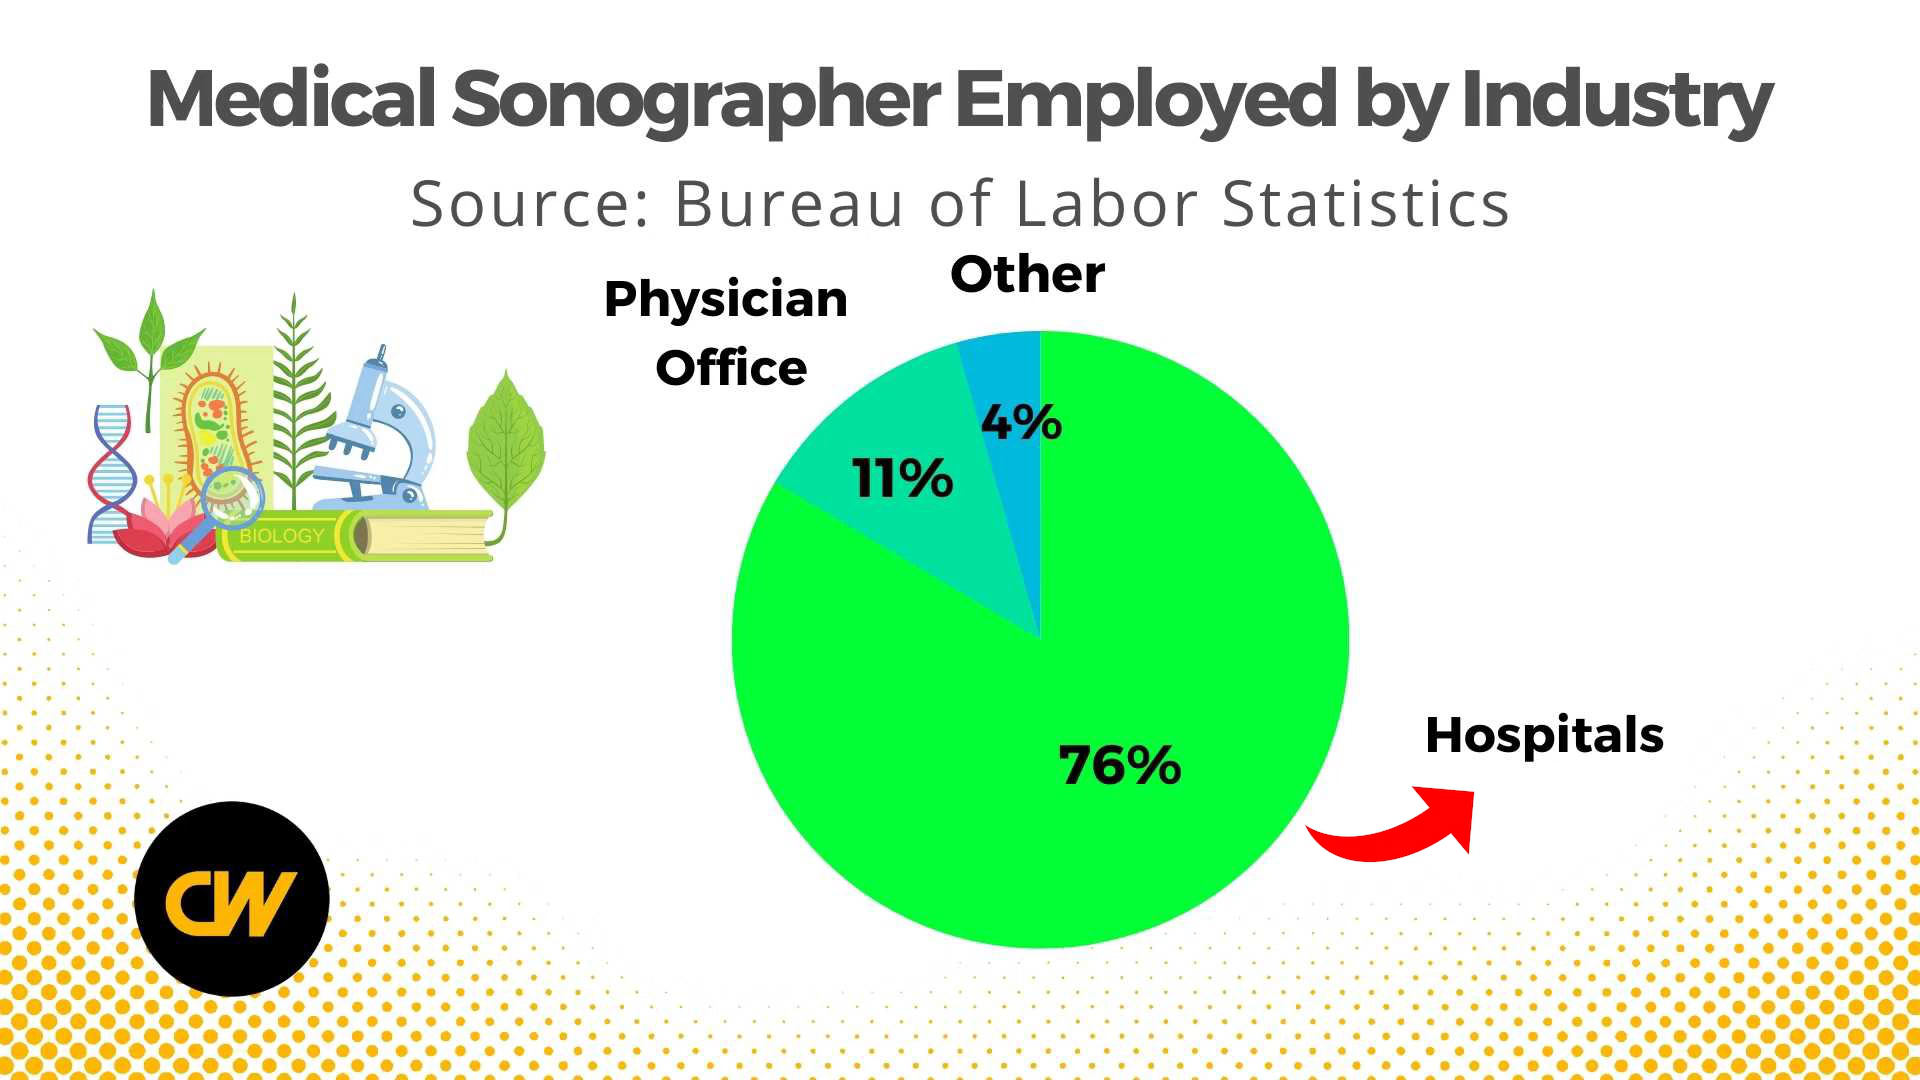 Medical Sonographer Employed by Industry
Source: Bureau of Labor Statistics
Other
Physician
Office
4%
11%
BIOLOGY
Hospitals
76%
CW